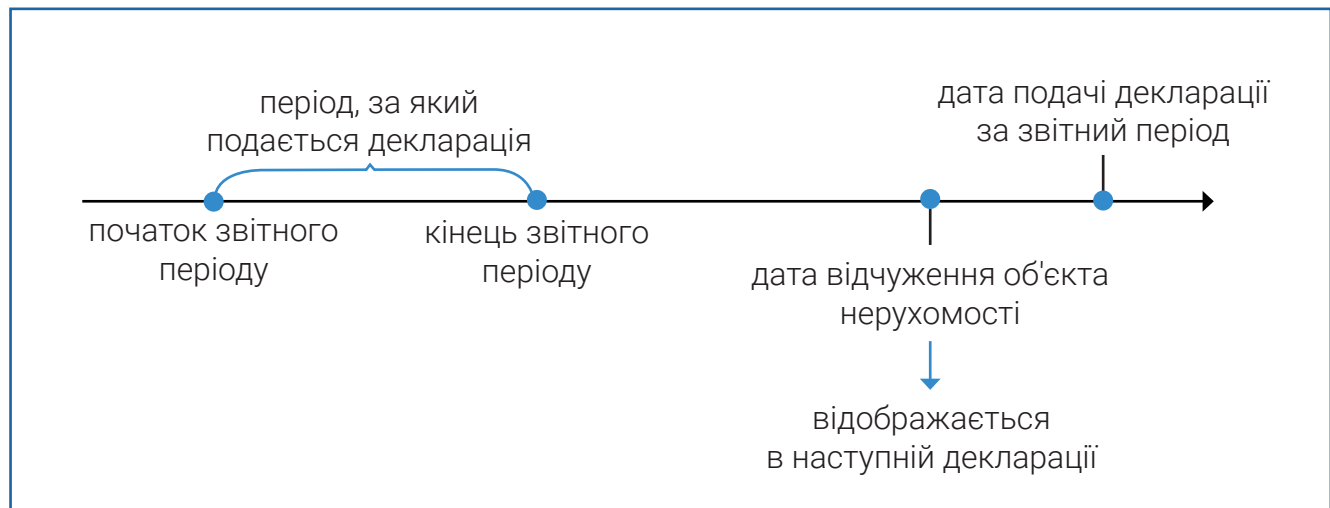 період, за який
подається декларація
дата подачі декларації
за звітний період
початок звітного
періоду
кінець звітного
періоду
дата відчуження об'єкта
нерухомості
відображається
в наступній декларації